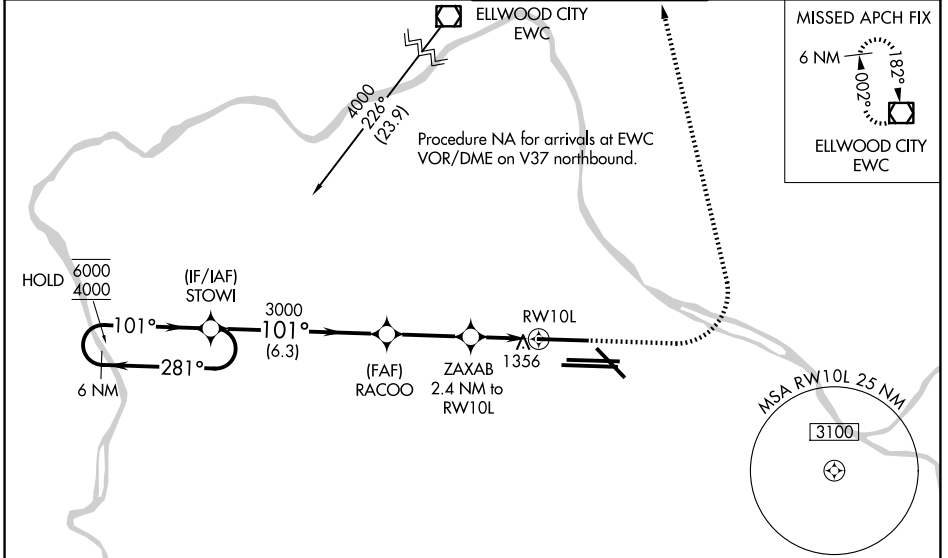 ELLWOOD CITY
EWC
4000
226°
(23.9)
Procedure NA for arrivals at EWC
VOR/DME on V37 northbound.
MISSED APCH FIX
6 NM
182°
002°
ELLWOOD CITY
EWC
HOLD
6000
4000
(IF/IAF)
STOWI
101°
281°
6 NM
3000
101°
(6.3)
(FAF)
RACOO
ZAXAB
2.4 NM to
RW10L
RW10L
1356
MSA RW10L 25 NM
3100